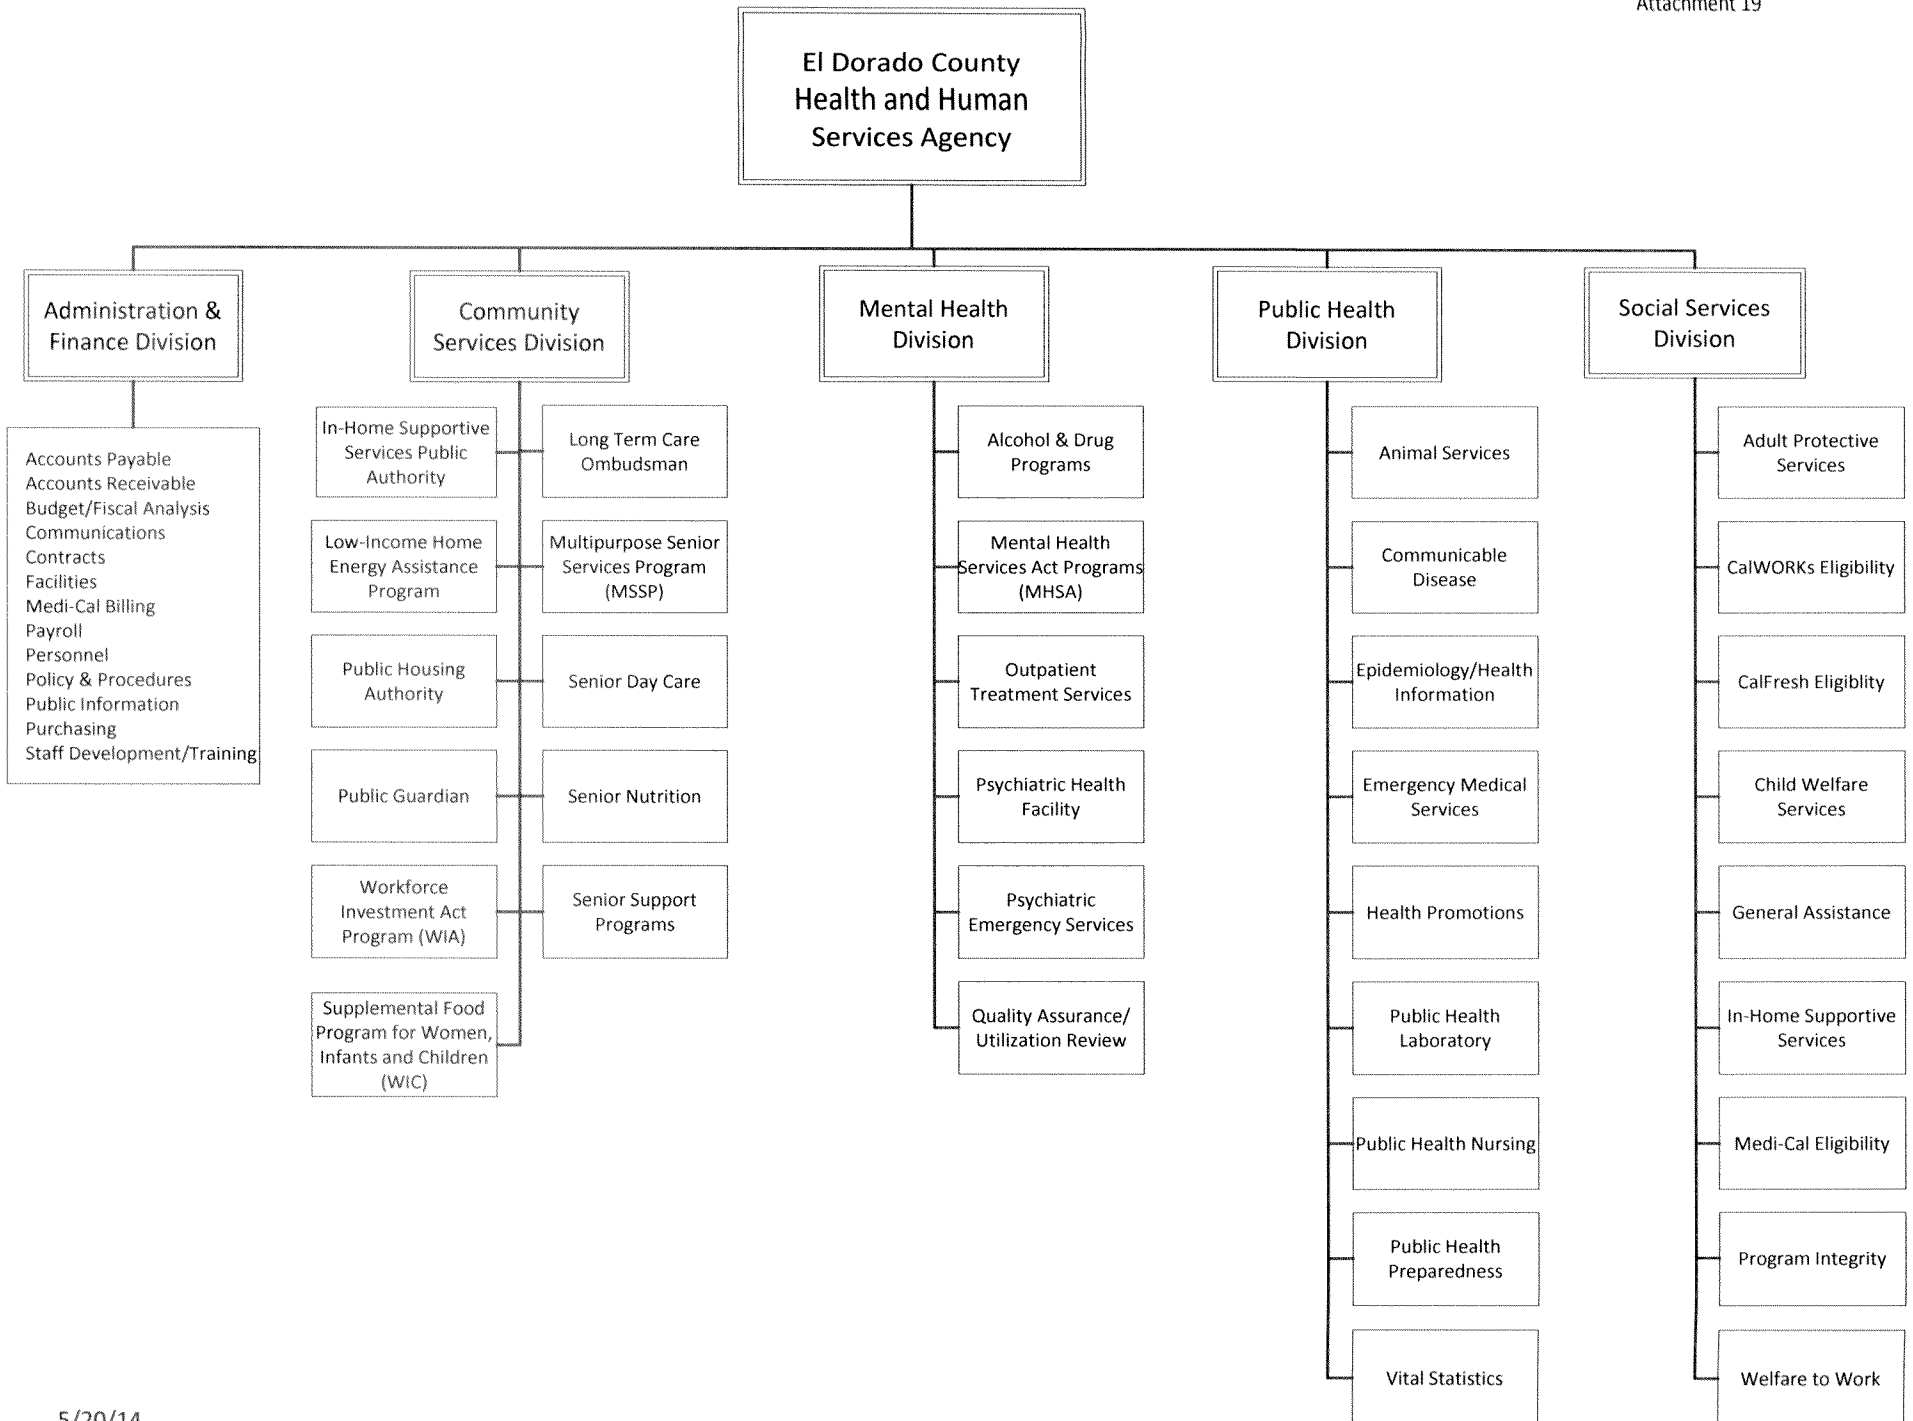 Attachment 19
El Dorado County
Health and Human
Services Agency
Administration &
Finance Division
Accounts Payable
Accounts Receivable
Budget/Fiscal Analysis
Communications
Contracts
Facilities
Medi-Cal Billing
Payroll
Personnel
Policy & Procedures
Public Information
Purchasing
Staff Development/Training
Community
Services Division
In-Home Supportive
Services Public
Authority
Low-Income Home
Energy Assistance
Program
Public Housing
Authority
Public Guardian
Workforce
Investment Act
Program (WIA)
Supplemental Food
Program for Women,
Infants and Children
(WIC)
Long Term Care
Ombudsman
Multipurpose Senior
Services Program
(MSSP)
Senior Day Care
Senior Nutrition
Senior Support
Programs
Mental Health
Division
Alcohol & Drug
Programs
Mental Health
Services Act Programs
(MHSA)
Outpatient
Treatment Services
Psychiatric Health
Facility
Psychiatric
Emergency Services
Quality Assurance/
Utilization Review
Public Health
Division
Animal Services
Communicable
Disease
Epidemiology/Health
Information
Emergency Medical
Services
Health Promotions
Public Health
Laboratory
Public Health Nursing
Public Health
Preparedness
Vital Statistics
Social Services
Division
Adult Protective
Services
CalWORKs Eligibility
CalFresh Eligiblity
Child Welfare
Services
General Assistance
In-Home Supportive
Services
Medi-Cal Eligibility
Program Integrity
Welfare to Work
5/20/14